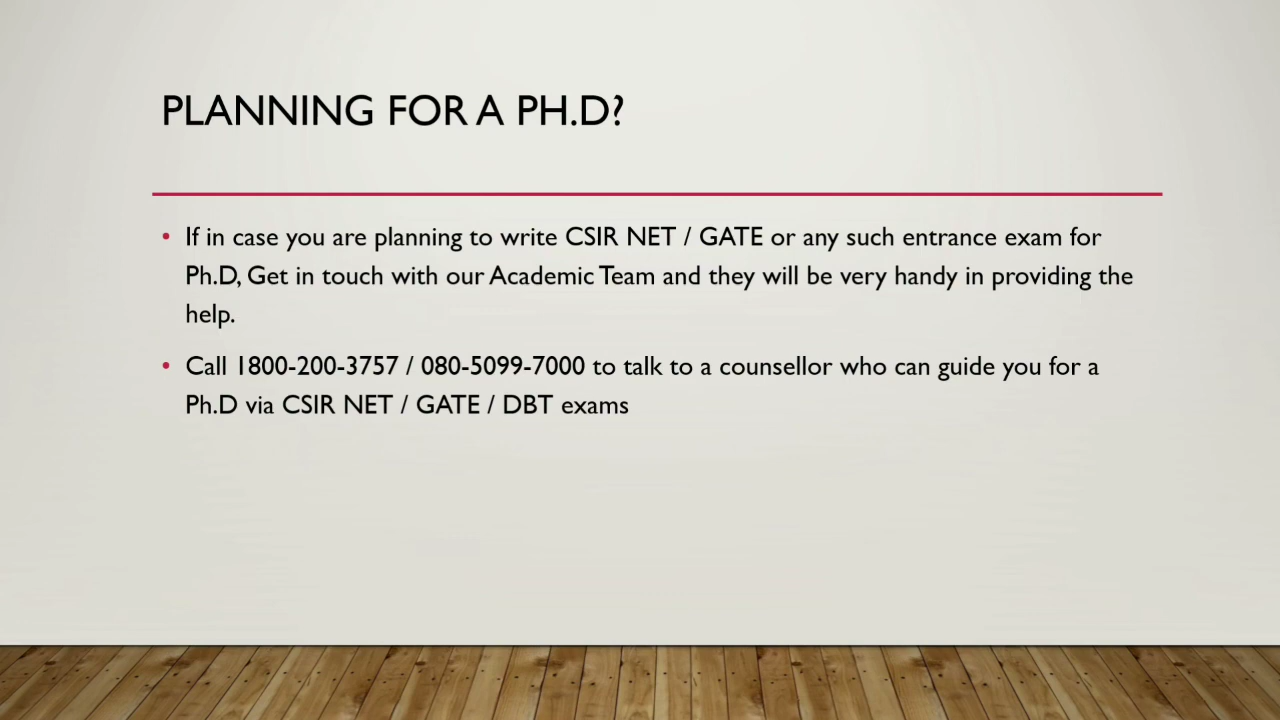 PLANNING FOR A PH.D?
• If in case you are planning to write CSIR NET / GATE or any such entrance exam for
Ph.D, Get in touch with our Academic Team and they will be very handy in providing the
help.
• Call 1800-200-3757 / 080-5099-7000 to talk to a counsellor who can guide you for a
Ph.D via CSIR NET / GATE / DBT exams